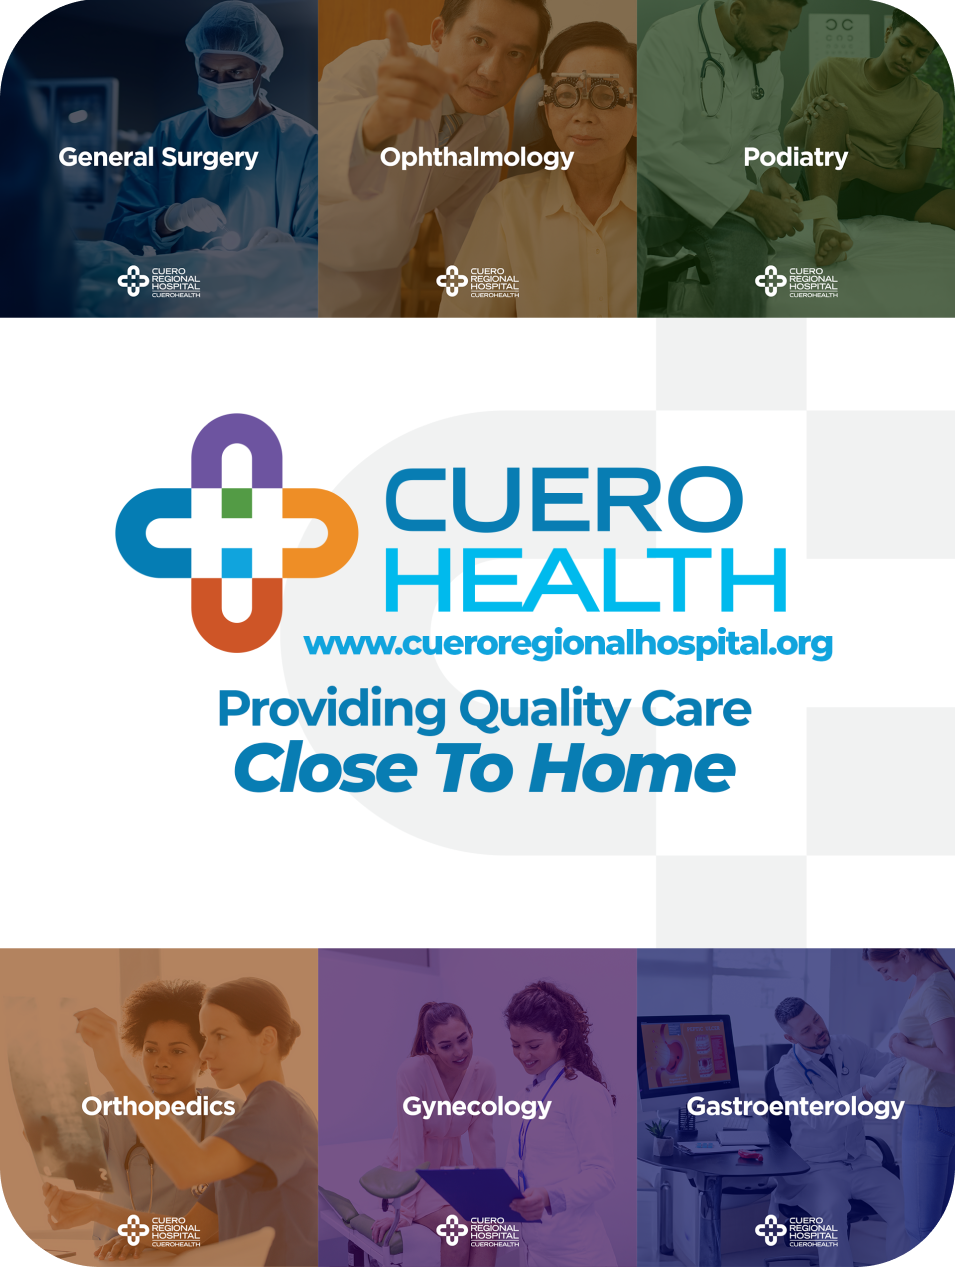 General Surgery
Ophthalmology
Podiatry
CUERO
REGIONAL
HOSPITAL
CUEROHEALTH
CUERO
REGIONAL
HOSPITAL
CUEROHEALTH
CUERO
REGIONAL
HOSPITAL
CUEROHEALTH
CUERO
HEALTH
www.cueroregionalhospital.org
Providing Quality Care
Close To Home
Orthopedics
Gynecology
Gastroenterology
CUERO
REGIONAL
HOSPITAL
CUEROHEALTH
CUERO
REGIONAL
HOSPITAL
CUEROHEALTH
CUERO
REGIONAL
HOSPITAL
CUEROHEALTH